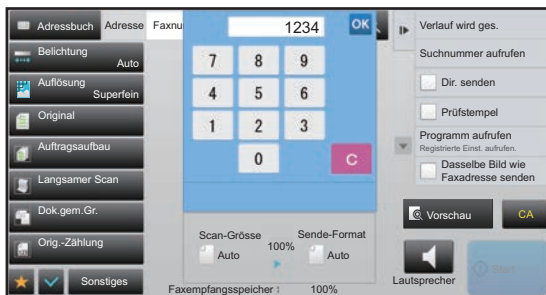 Adressbuch
Adresse
Faxnu
1234
OK
Verlauf wird ges.
Belichtung
Auto
7 8 9
Suchnummer aufrufen
Auflösung
Superfein
4 5 6
Dir. senden
Original
Prüfstempel
Auftragsaufbau
1 2 3
Programm aufrufen
Registrierte Einst. aufrufen.
Langsamer Scan
0 C
Dasselbe Bild wie
Faxadresse senden
Dok.gem.Gr.
Vorschau
CA
Orig.-Zählung
Scan-Grösse
100%
Sende-Format
Auto
Auto
Start
Sonstiges
Faxempfangsspeicher : 100%
Lautsprecher